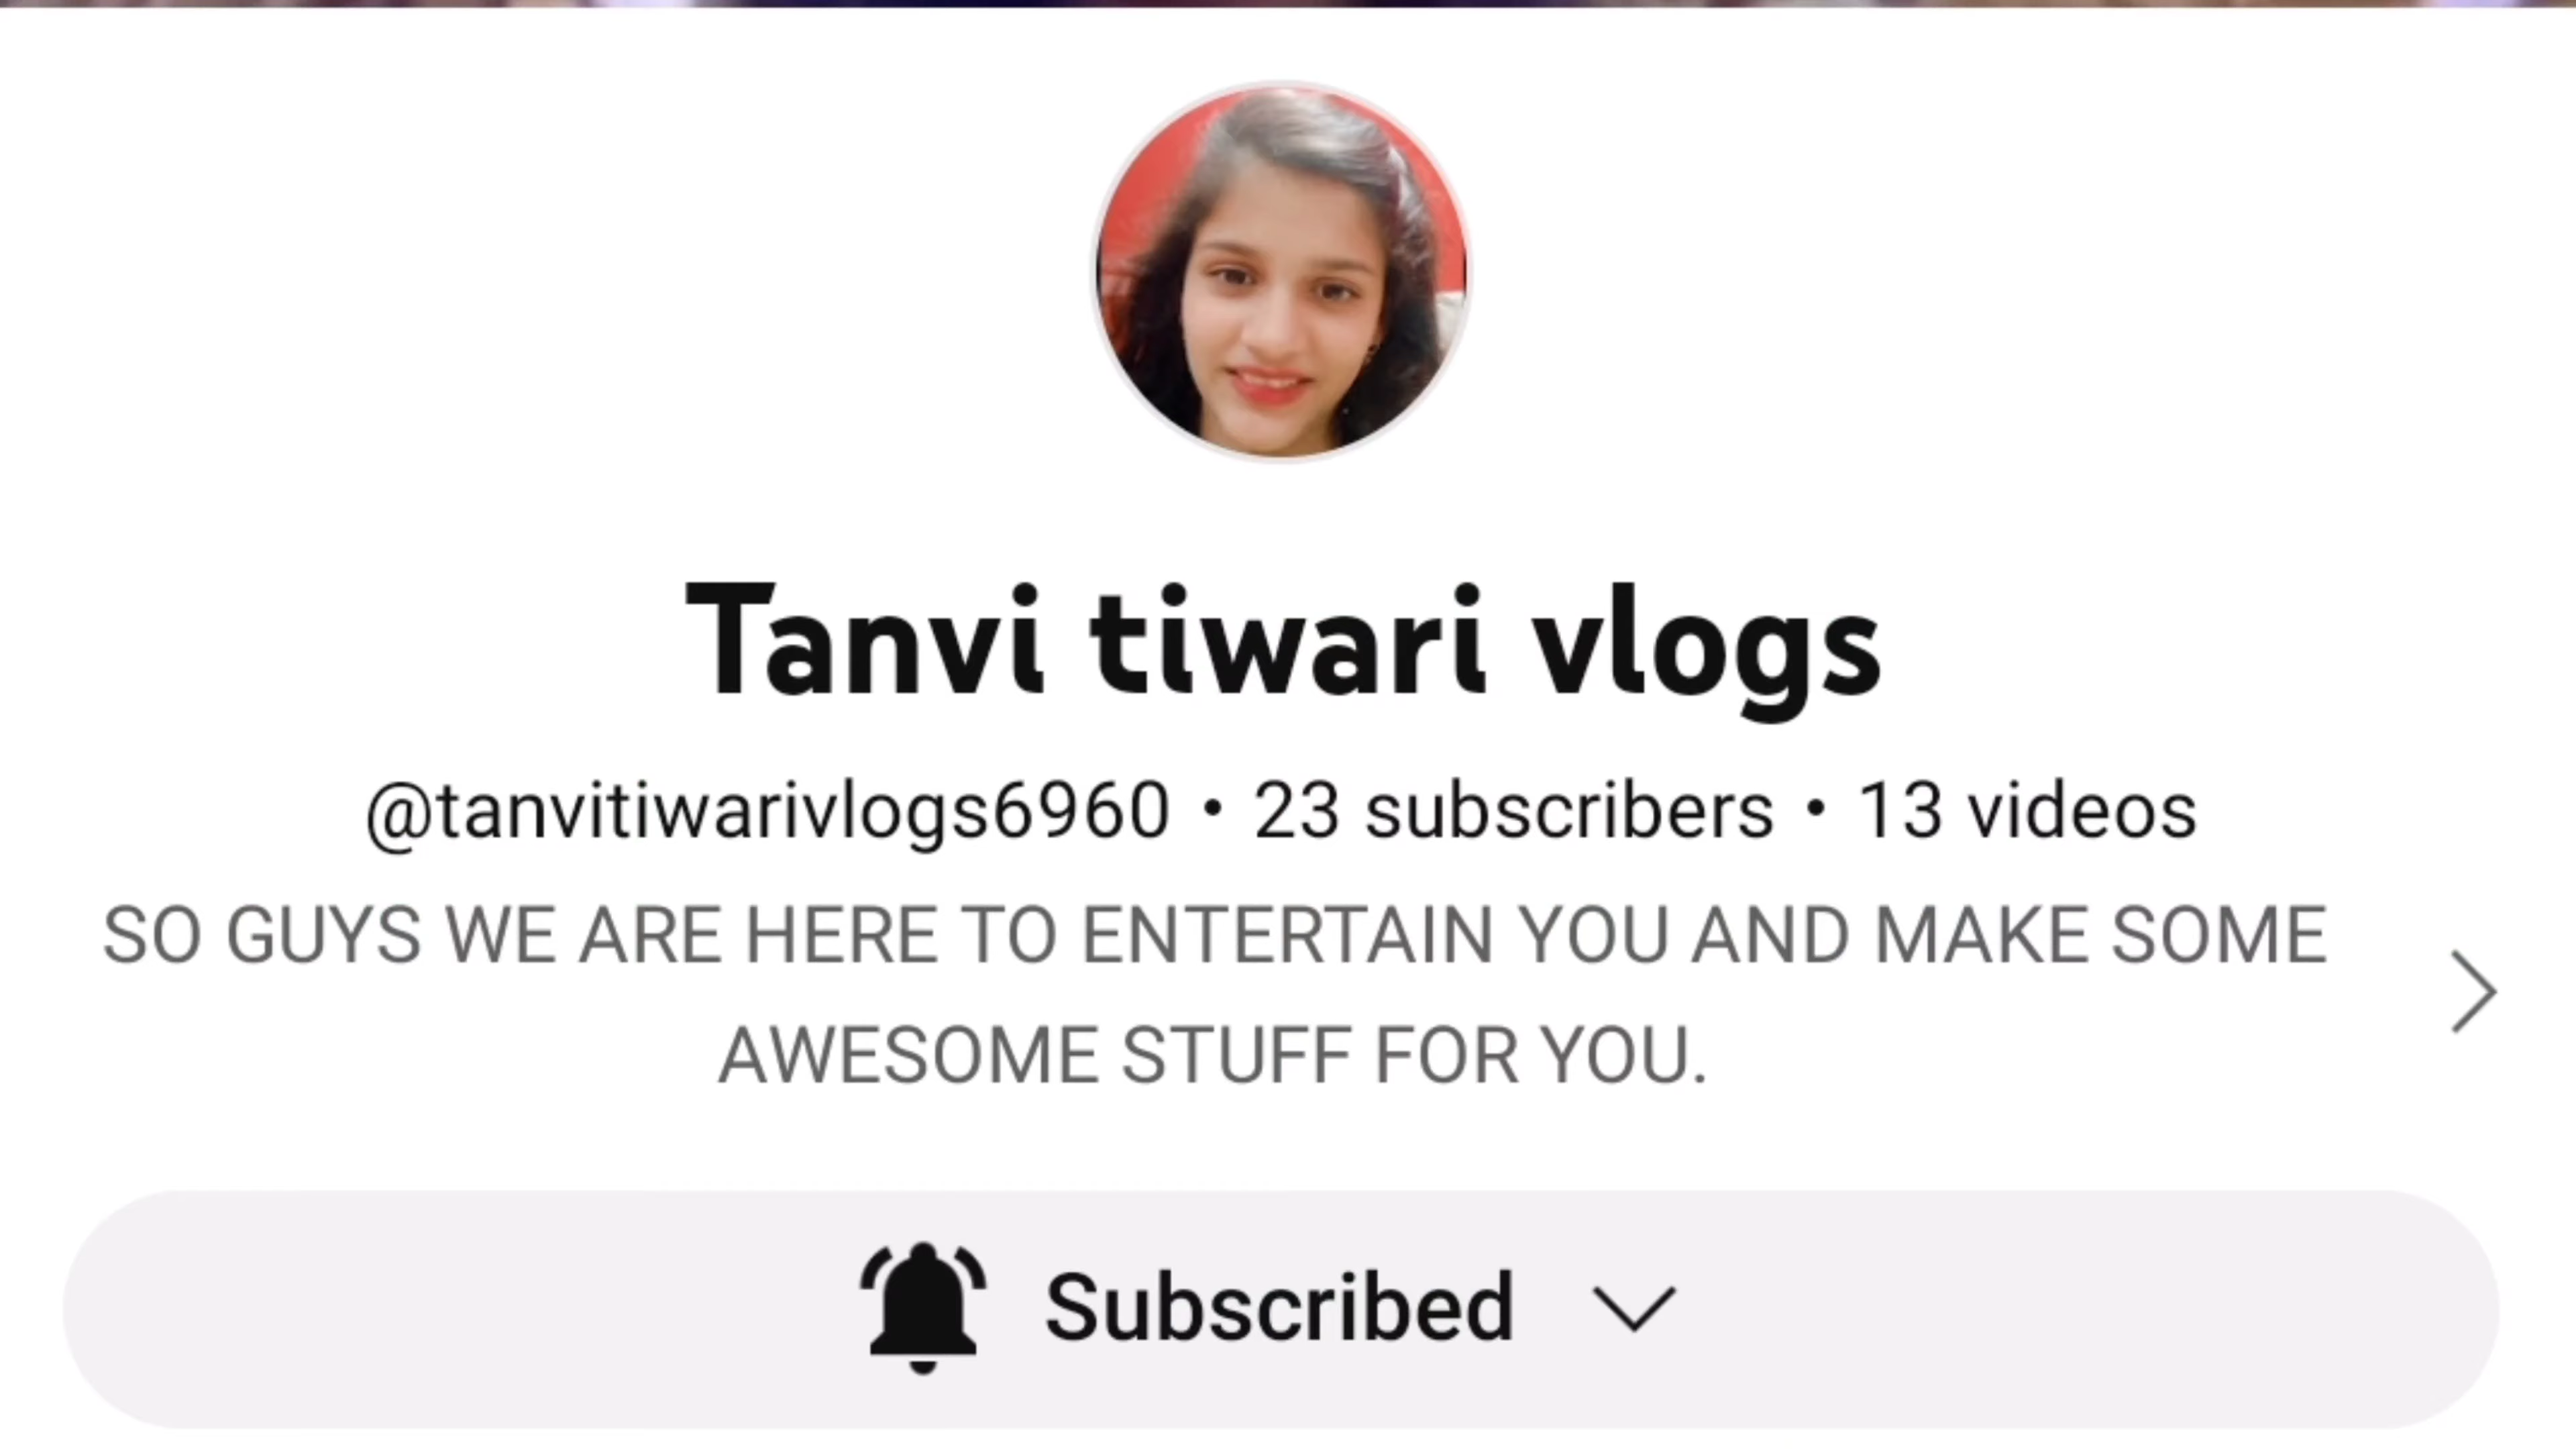 Tanvi tiwari vlogs
@tanvitiwarivlogs6960 • 23 subscribers • 13 videos
SO GUYS WE ARE HERE TO ENTERTAIN YOU AND MAKE SOME
AWESOME STUFF FOR YOU.
Subscribed